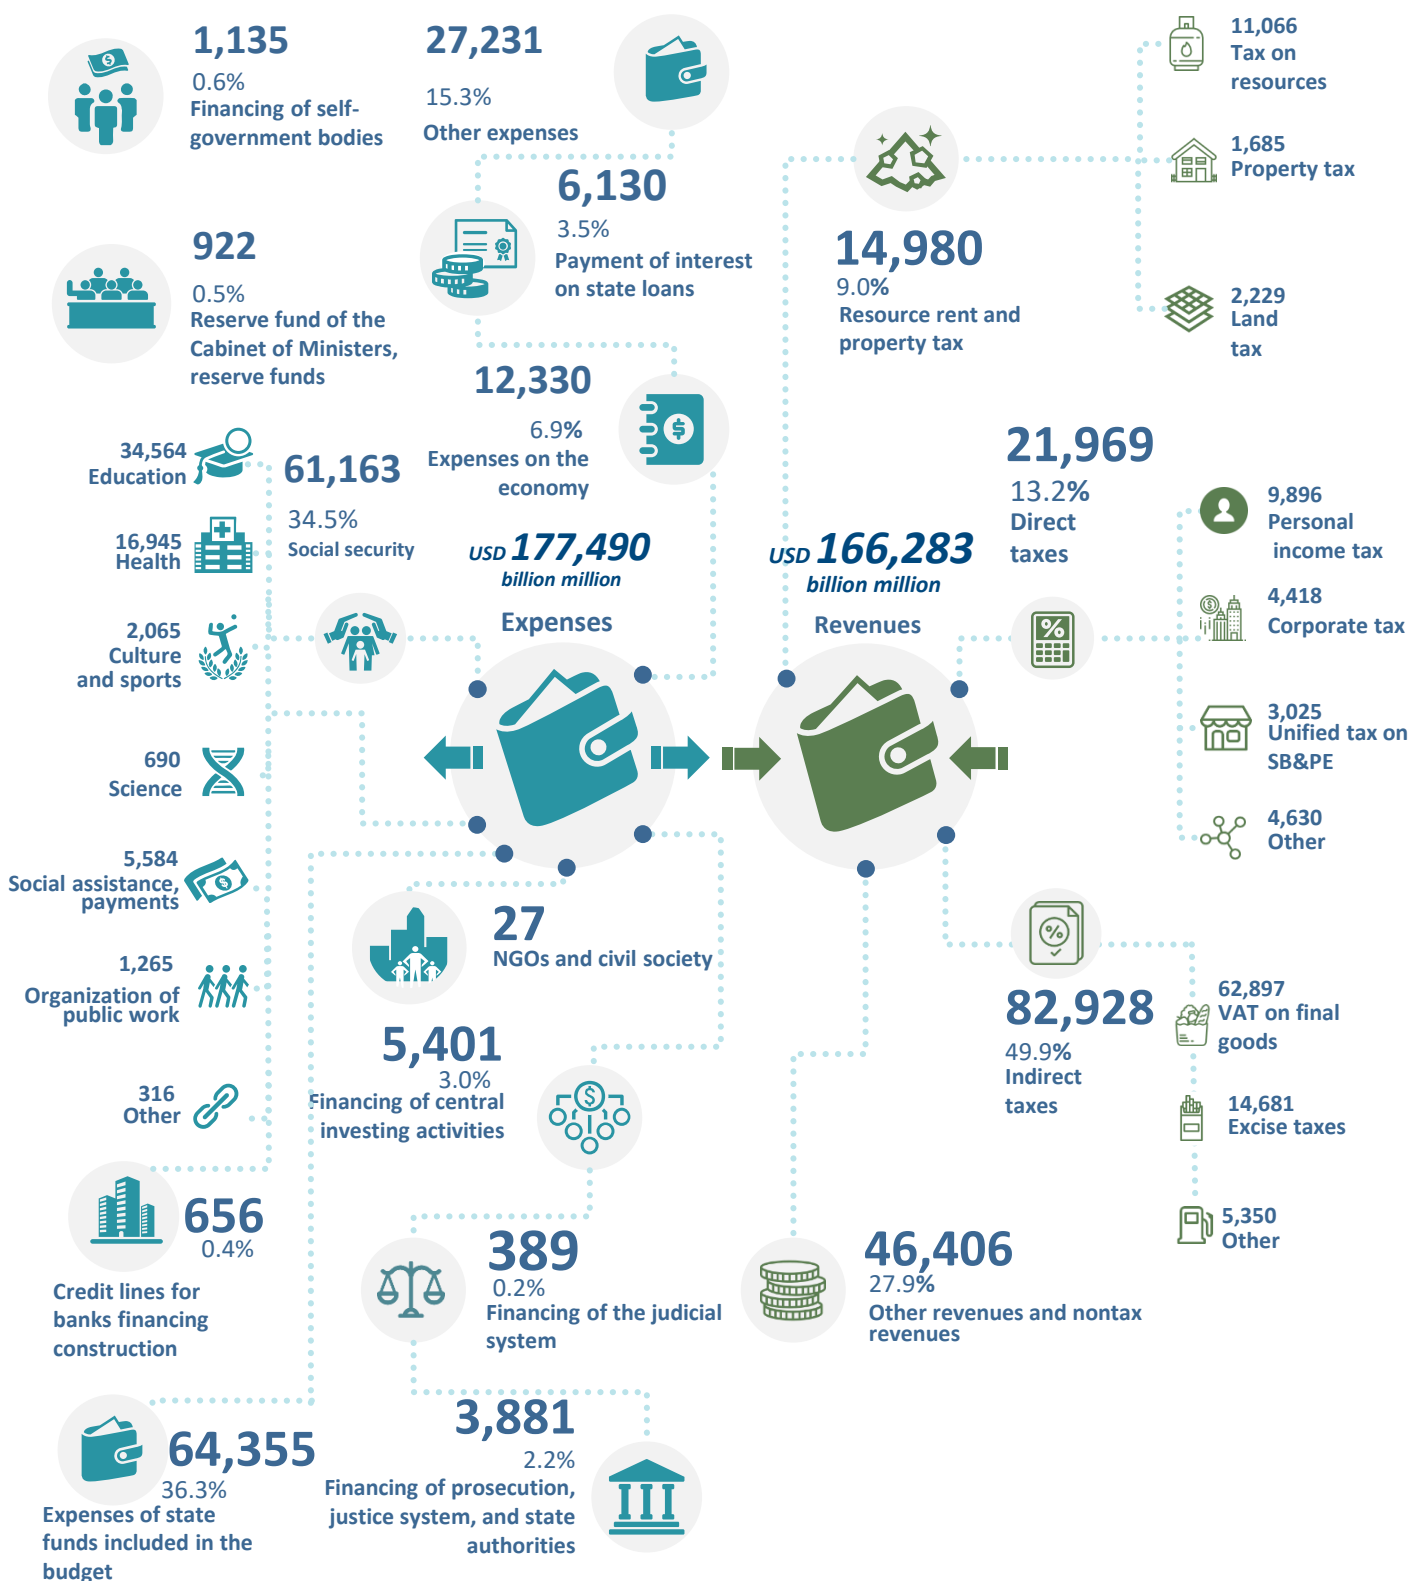 1,135
0.6%
Financing of self-
government bodies
27,231
15.3%
Other expenses
922
0.5%
Reserve fund of the
Cabinet of Ministers,
reserve funds
6,130
3.5%
Payment of interest
on state loans
12,330
6.9%
Expenses on the
economy
34,564
Education
16,945
Health
2,065
Culture
and sports
690
Science
5,584
Social assistance,
payments
1,265
Organization of
public work
316
Other
61,163
34.5%
Social security
USD 177,490
billion million
Expenses
27
NGOs and civil society
5,401
3.0%
Financing of central
investing activities
656
0.4%
Credit lines for
banks financing
construction
389
0.2%
Financing of the judicial
system
64,355
36.3%
Expenses of state
funds included in the
budget
3,881
2.2%
Financing of prosecution,
justice system, and state
authorities
USD 166,283
billion million
Revenues
14,980
9.0%
Resource rent and
property tax
11,066
Tax on
resources
1,685
Property tax
2,229
Land
tax
21,969
13.2%
Direct
taxes
9,896
Personal
income tax
4,418
Corporate tax
3,025
Unified tax on
SB&PE
4,630
Other
82,928
49.9%
Indirect
taxes
62,897
VAT on final
goods
14,681
Excise taxes
5,350
Other
46,406
27.9%
Other revenues and nontax
revenues